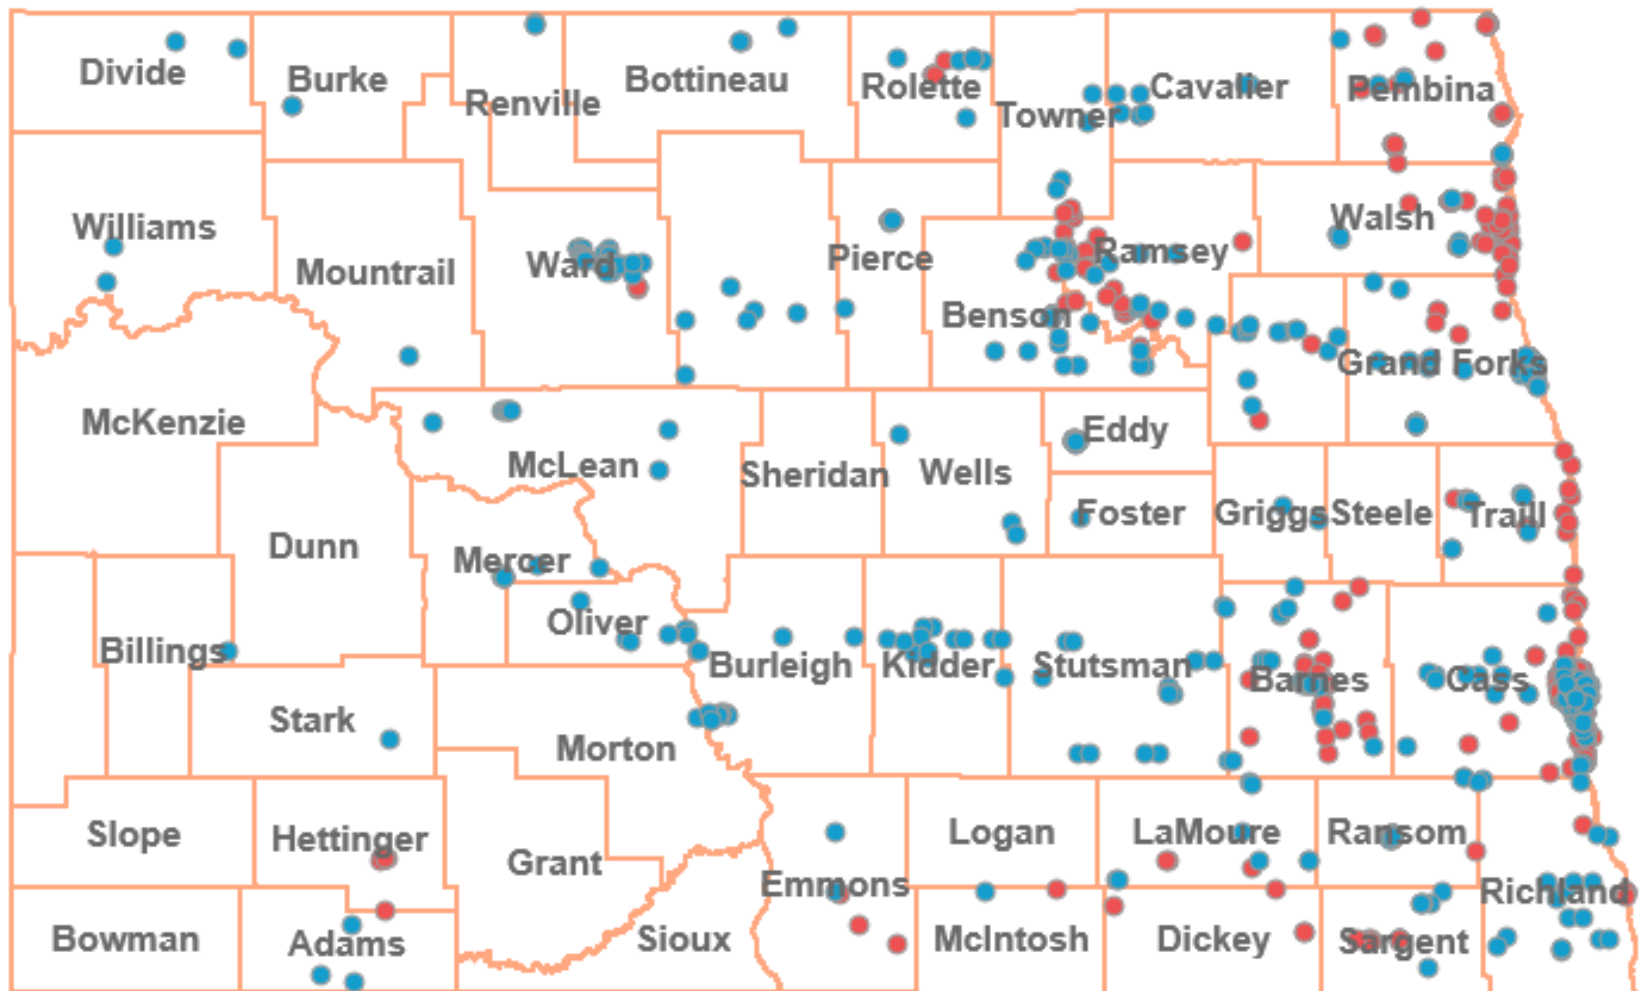 Divide
Burke
Renville
Bottineau
Rolette
Towner
Cavalier
Pembina
Williams
Mountrail
Ward
Pierce
Benson
Ramsey
Walsh
Grand Forks
McKenzie
McLean
Sheridan
Wells
Eddy
Foster
Griggs
Steele
Traill
Dunn
Mercer
Oliver
Billings
Burleigh
Kidder
Stutsman
Barnes
Cass
Stark
Morton
Slope
Hettinger
Grant
Emmons
Logan
LaMoure
Ransom
Richland
Bowman
Adams
Sioux
McIntosh
Dickey
Sargent